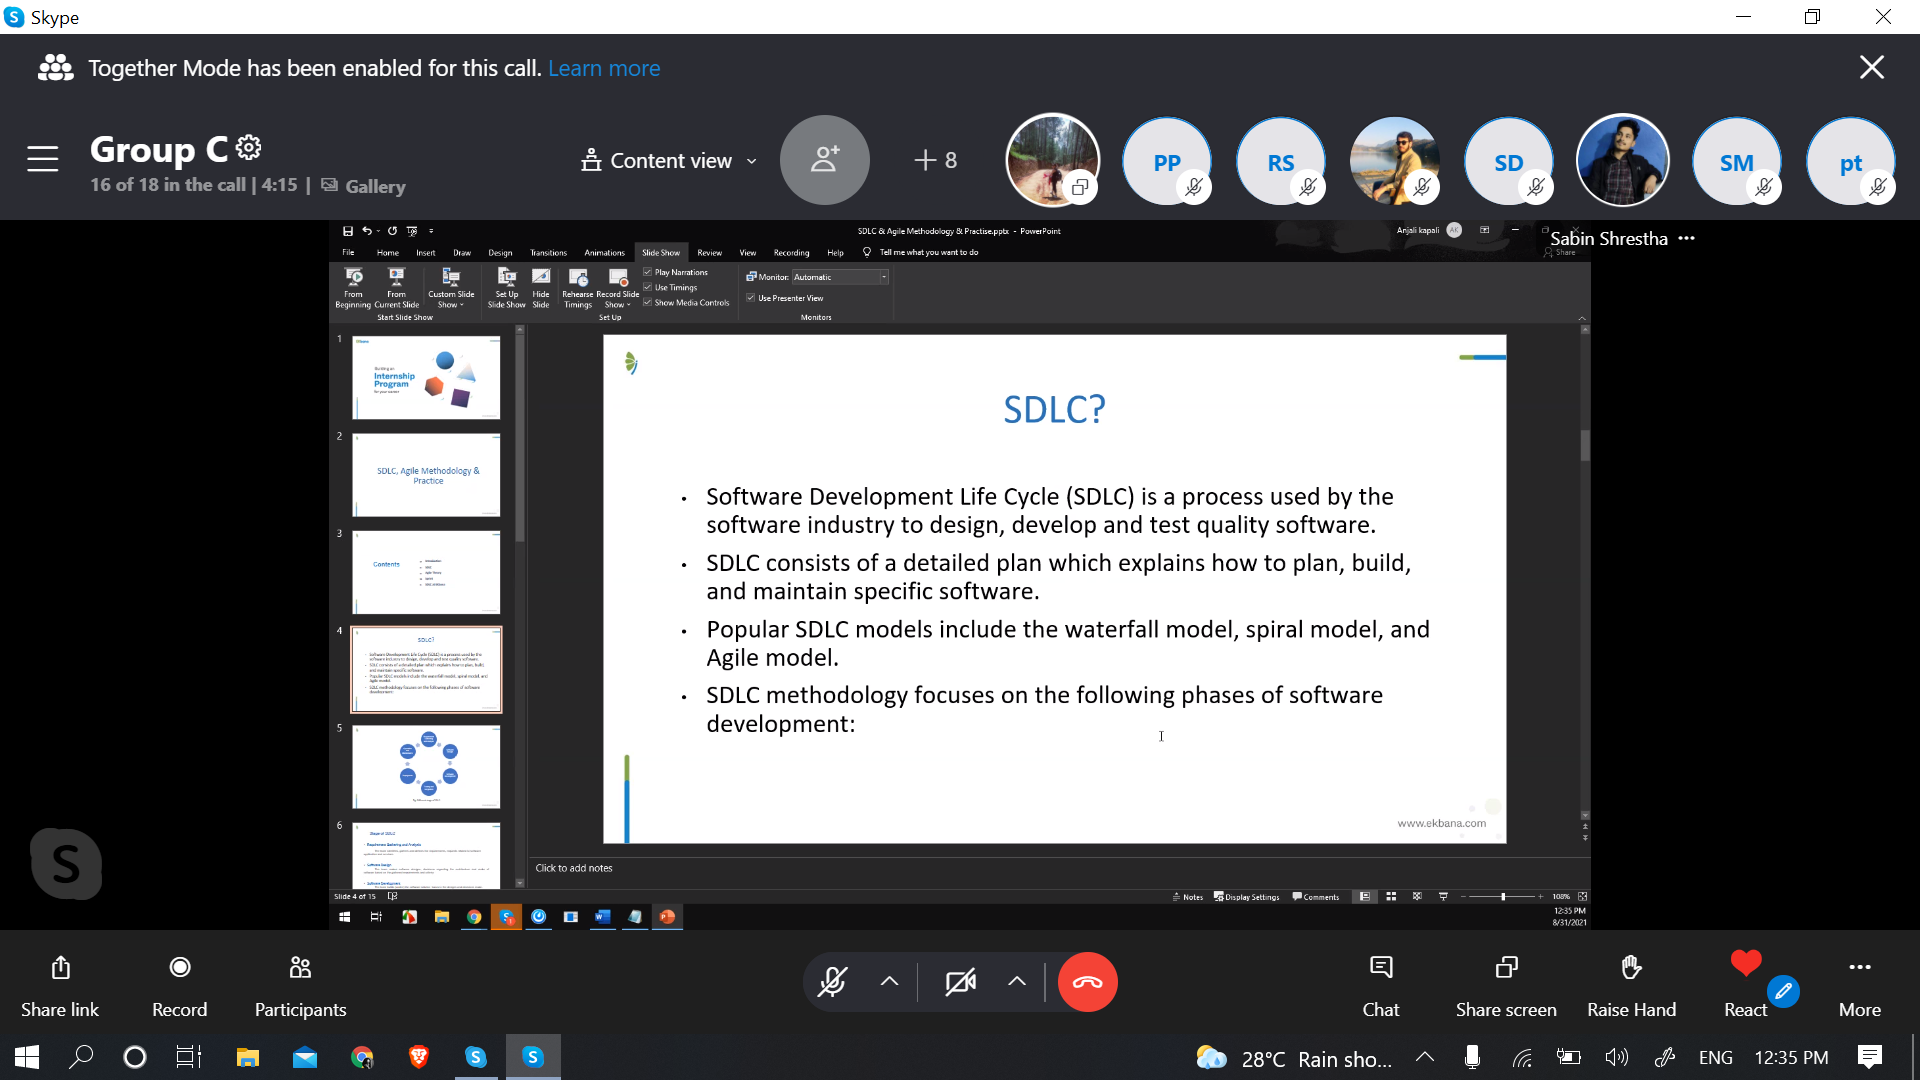 Skype
Together Mode has been enabled for this call. Learn more
Group C
16 of 18 in the call | 4:15 | Gallery
Content view
+ 8
PP
RS
SD
SM
pt
Sabin Shrestha
SDLC & Agile Methodology & Practise.pptx - PowerPoint
Anjali kapali
AK
File Home Insert Draw Design Transitions Animations Slide Show Review View Recording Help Tell me what you want to do
Share
From Beginning
From Current Slide
Custom Slide Show
Set Up Slide Show
Hide Slide
Rehearse Timings
Record Slide Show
Play Narrations
Use Timings
Show Media Controls
Monitor: Automatic
Use Presenter View
Start Slide Show
Set Up
Monitors
1
Building an
Internship
Program
for your career
2
SDLC, Agile Methodology &
Practice
3
Contents
4
SDLC?
5
6
Steps of SDLC
SDLC?
• Software Development Life Cycle (SDLC) is a process used by the
software industry to design, develop and test quality software.
• SDLC consists of a detailed plan which explains how to plan, build,
and maintain specific software.
• Popular SDLC models include the waterfall model, spiral model, and
Agile model.
• SDLC methodology focuses on the following phases of software
development:
www.ekbana.com
Click to add notes
Slide 4 of 15
Notes
Display Settings
Comments
108%
12:35 PM
8/31/2021
Share link
Record
Participants
Chat
Share screen
Raise Hand
React
More
28°C Rain sho...
ENG
12:35 PM